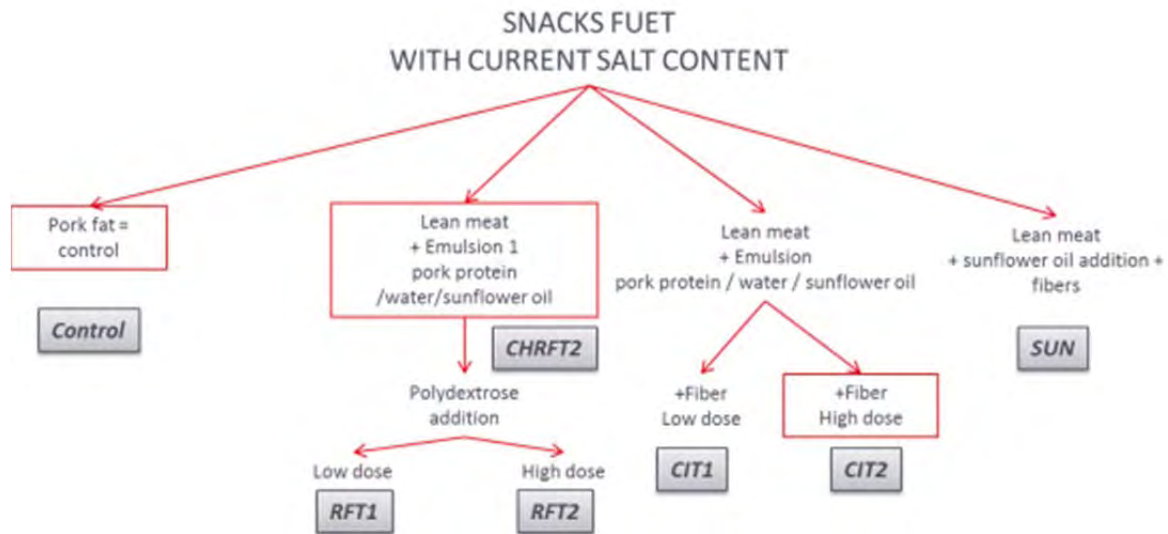 SNACKS FUET
WITH CURRENT SALT CONTENT
Pork fat =
control
Control
Lean meat
+ Emulsion 1
pork protein
/water/sunflower oil
CHRFT2
Polydextrose
addition
Low dose
RFT1
High dose
RFT2
Lean meat
+ Emulsion
pork protein / water / sunflower oil
+Fiber
Low dose
CIT1
+Fiber
High dose
CIT2
Lean meat
+ sunflower oil addition +
fibers
SUN